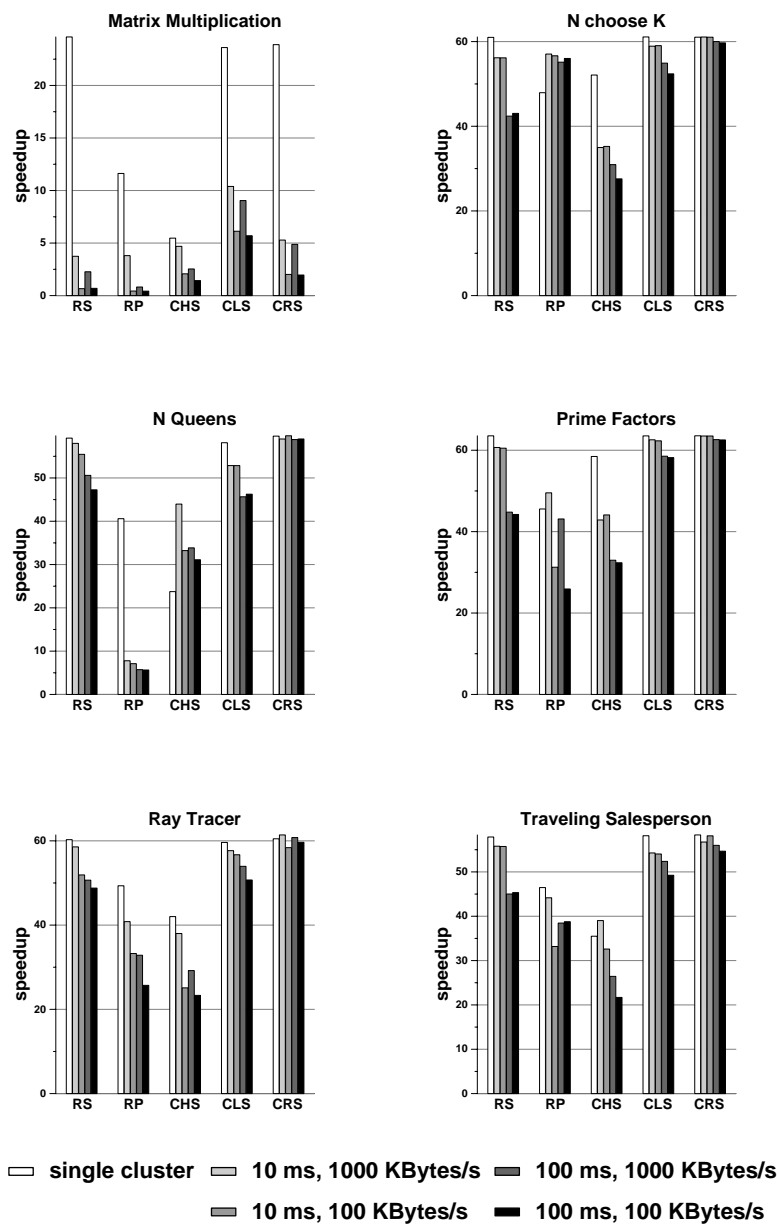 Matrix Multiplication
speedup
20
15
10
5
0
RS RP CHS CLS CRS
N choose K
speedup
60
40
20
0
RS RP CHS CLS CRS
N Queens
speedup
50
40
30
20
10
0
RS RP CHS CLS CRS
Prime Factors
speedup
60
40
20
0
RS RP CHS CLS CRS
Ray Tracer
speedup
60
40
20
0
RS RP CHS CLS CRS
Traveling Salesperson
speedup
50
40
30
20
10
0
RS RP CHS CLS CRS
single cluster 10 ms, 1000 KBytes/s 100 ms, 1000 KBytes/s
10 ms, 100 KBytes/s 100 ms, 100 KBytes/s